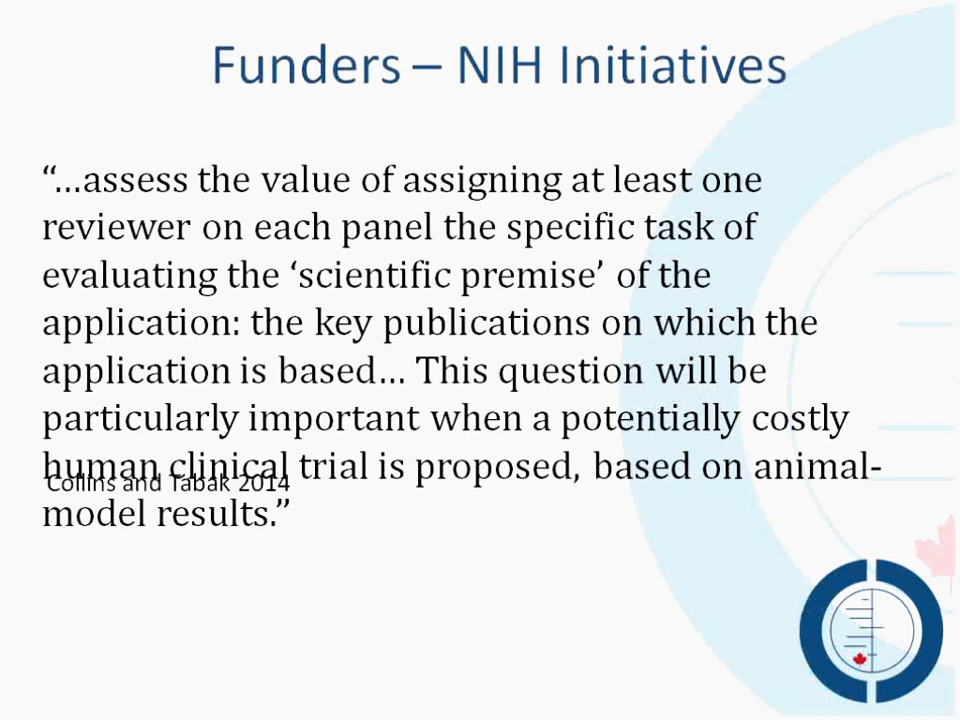 Funders – NIH Initiatives
“…assess the value of assigning at least one
reviewer on each panel the specific task of
evaluating the ‘scientific premise’ of the
application: the key publications on which the
application is based… This question will be
particularly important when a potentially costly
human clinical trial is proposed, based on animal-
Collins and Tabak 2014
model results.”